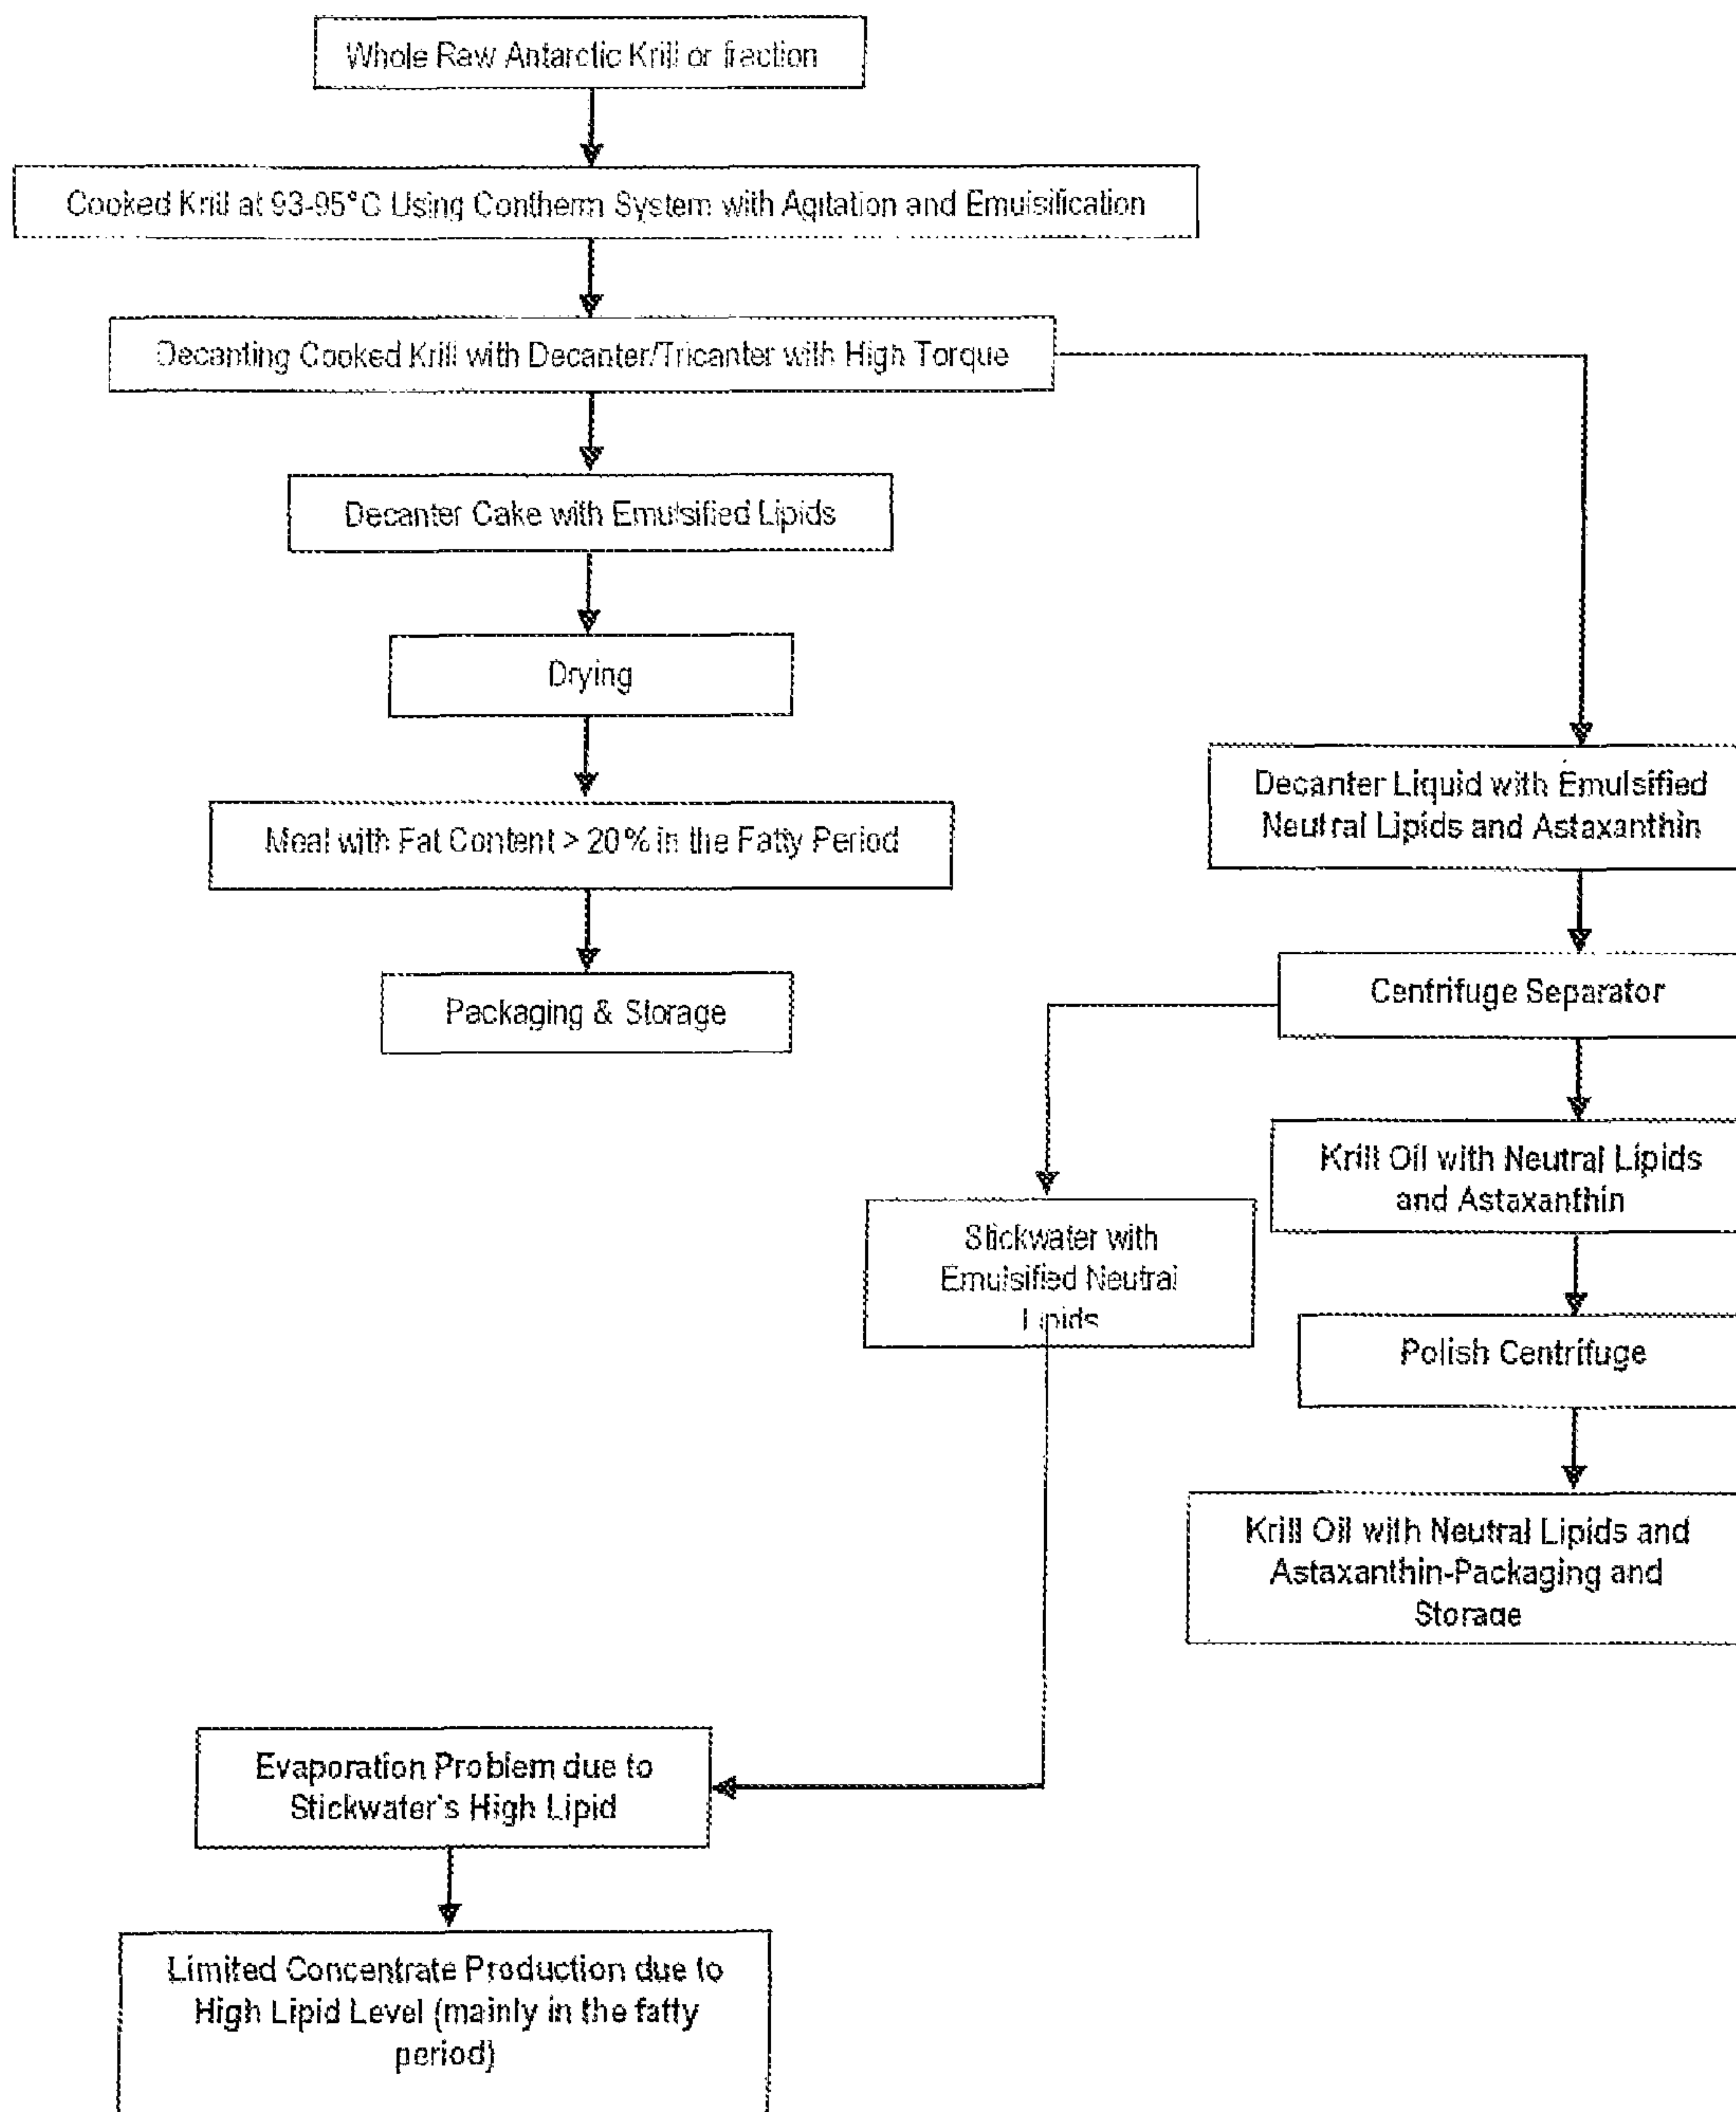 Whole Raw Antarctic Krill or fraction
Cooked Krill at 93-95°C Using Contherm System with Agitation and Emulsification
Decanting Cooked Krill with Decanter/Tricanter with High Torque
Decanter Cake with Emulsified Lipids
Drying
Meal with Fat Content > 20% in the Fatty Period
Packaging & Storage
Decanter Liquid with Emulsified
Neutral Lipids and Astaxanthin
Centrifuge Separator
Krill Oil with Neutral Lipids
and Astaxanthin
Stickwater with
Emulsified Neutral
Lipids
Polish Centrifuge
Krill Oil with Neutral Lipids and
Astaxanthin-Packaging and
Storage
Evaporation Problem due to
Stickwater's High Lipid
Limited Concentrate Production due to
High Lipid Level (mainly in the fatty
period)